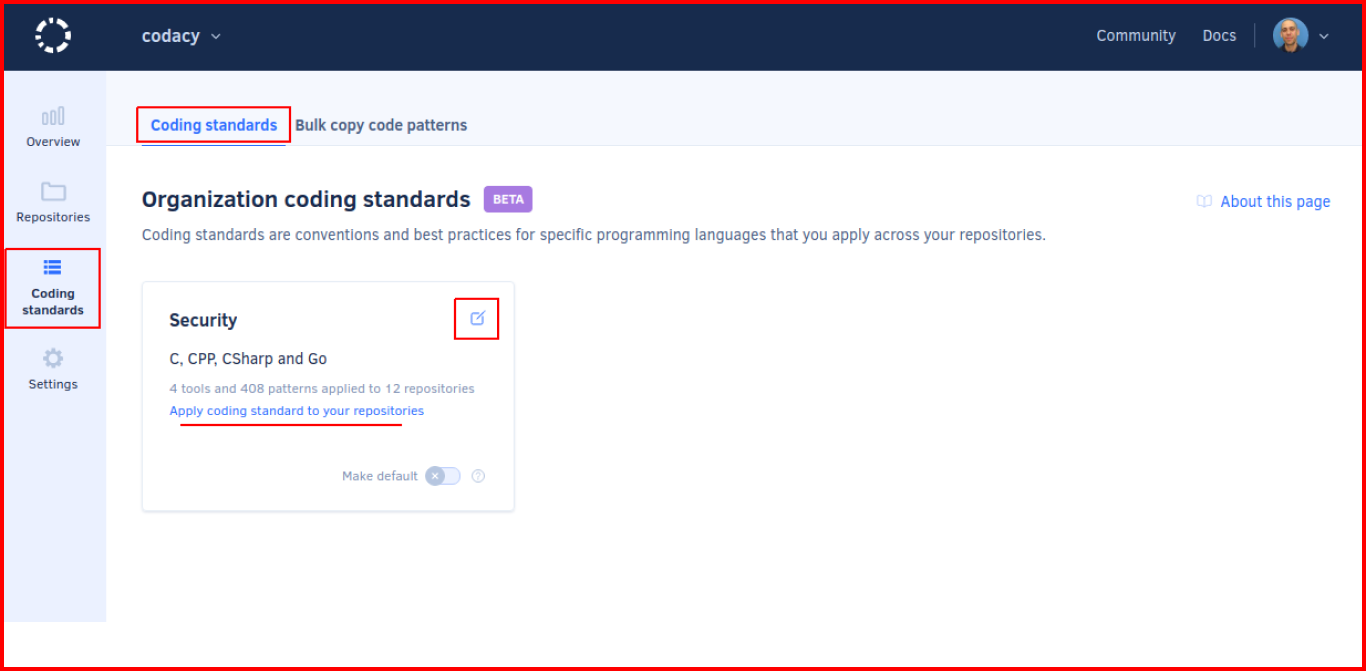 codacy
Community
Docs
Overview
Repositories
Coding
standards
Settings
Coding standards
Bulk copy code patterns
Organization coding standards
BETA
About this page
Coding standards are conventions and best practices for specific programming languages that you apply across your repositories.
Security
C, CPP, CSharp and Go
4 tools and 408 patterns applied to 12 repositories
Apply coding standard to your repositories
Make default
?